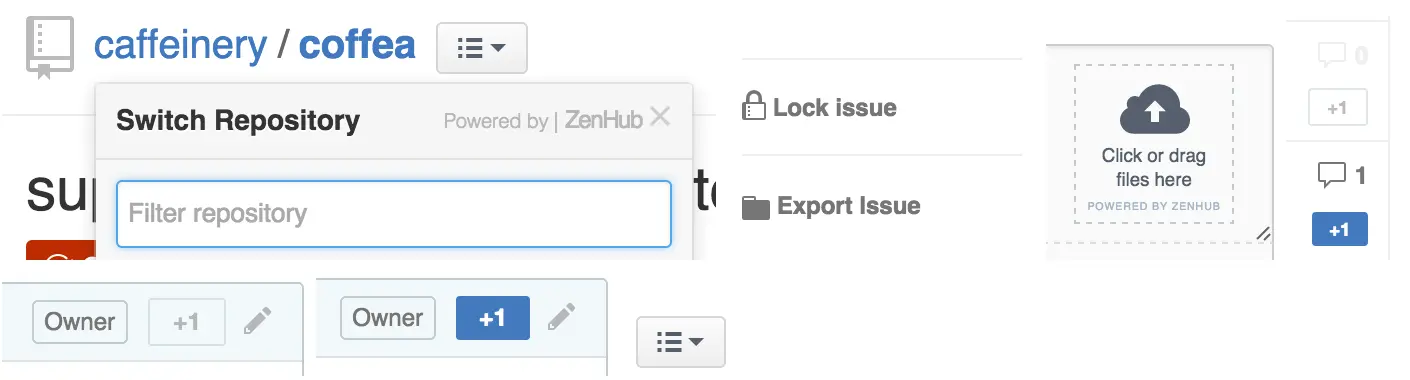 caffeinery / coffea
Switch Repository
Powered by | ZenHub
Filter repository
Lock issue
Export Issue
Click or drag
files here
POWERED BY ZENHUB
0
+1
1
+1
Owner
+1
Owner
+1